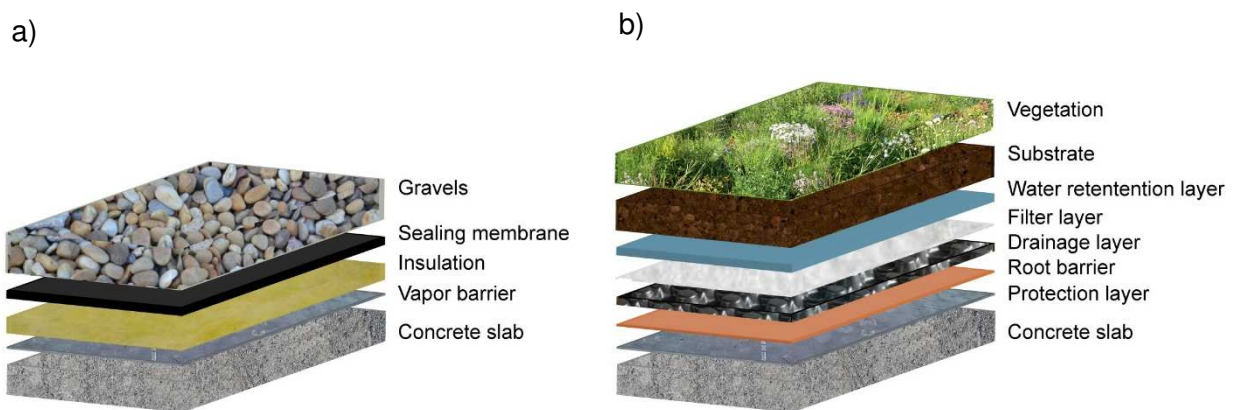 a)
Gravels
Sealing membrane
Insulation
Vapor barrier
Concrete slab
b)
Vegetation
Substrate
Water retentention layer
Filter layer
Drainage layer
Root barrier
Protection layer
Concrete slab